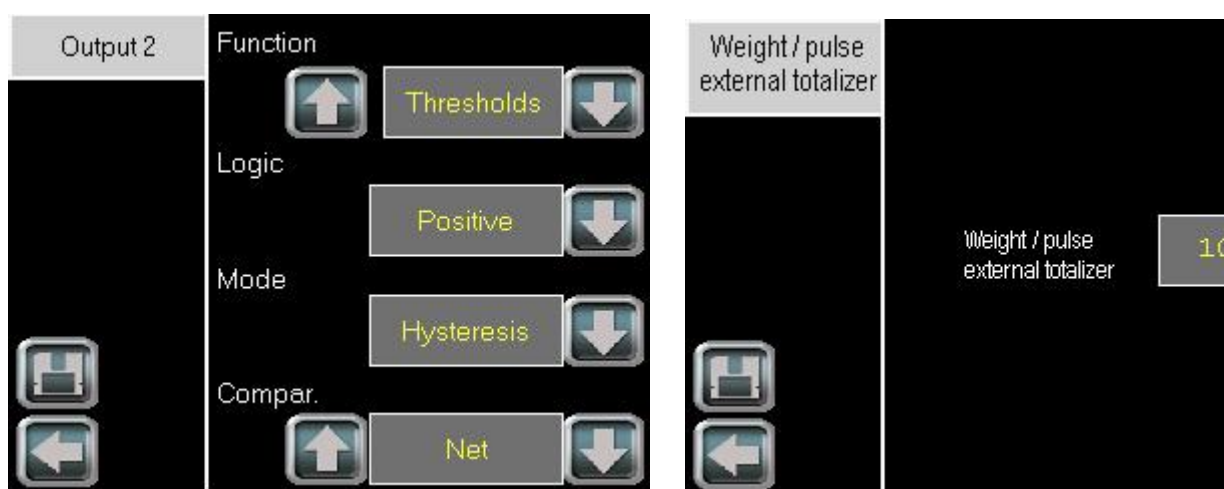 Output 2
Function
Thresholds
Logic
Positive
Mode
Hysteresis
Compar.
Net
Weight / pulse
external totalizer
Weight / pulse
external totalizer